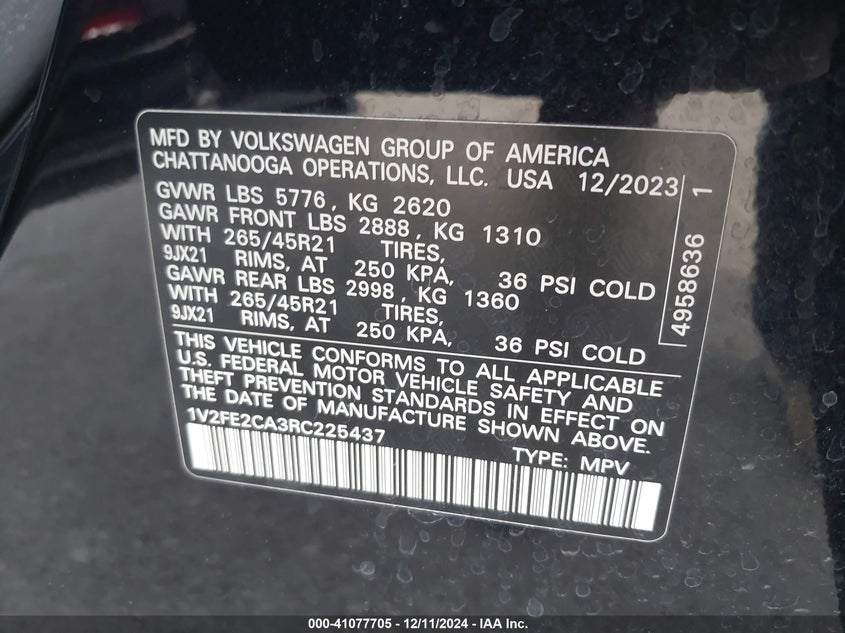 MFD BY VOLKSWAGEN GROUP OF AMERICA
CHATTANOOGA OPERATIONS, LLC. USA 12/2023
GVWR LBS 5776, KG 2620
GAWR FRONT LBS 2888, KG 1310
WITH 265/45R21 TIRES,
9JX21 RIMS, AT 250 KPA, 36 PSI COLD
GAWR REAR LBS 2998, KG 1360
WITH 265/45R21 TIRES,
9JX21 RIMS, AT 250 KPA, 36 PSI COLD
4958636 1
THIS VEHICLE CONFORMS TO ALL APPLICABLE
U.S. FEDERAL MOTOR VEHICLE SAFETY AND
THEFT PREVENTION STANDARDS IN EFFECT ON
THE DATE OF MANUFACTURE SHOWN ABOVE.
1V2FE2CA3RC225437
TYPE: MPV
000-41077705 - 12/11/2024 - IAA Inc.